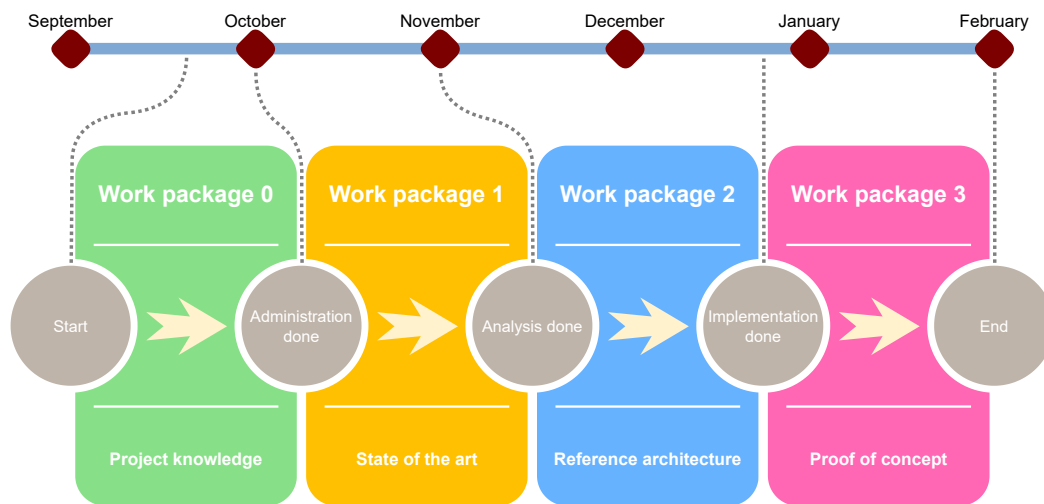 September
October
November
December
January
February
Work package 0
Work package 1
Work package 2
Work package 3
Start
Administration
done
Analysis done
Implementation
done
End
Project knowledge
State of the art
Reference architecture
Proof of concept